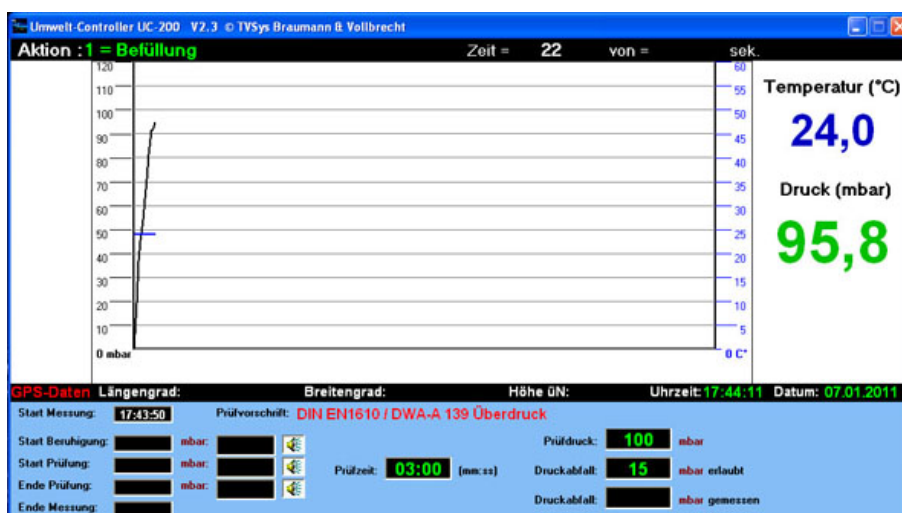 Umwelt-Controller UC-200 V2.3 © TVSys Braumann & Vollbrecht
Aktion : 1 = Befüllung Zeit = 22 von = sek.
120
110
100
90
80
70
60
50
40
30
20
10
0 mbar
60
55
50
45
40
35
30
25
20
15
10
5
0 C°
Temperatur (°C)
24,0
Druck (mbar)
95,8
GPS-Daten Längengrad: Breitengrad: Höhe üN: Uhrzeit: 17:44:11 Datum: 07.01.2011
Start Messung: 17:43:50 Prüfvorschrift: DIN EN1610 / DWA-A 139 Überdruck
Start Beruhigung: mbar:
Start Prüfung: mbar:
Ende Prüfung: mbar:
Ende Messung:
Prüfzeit: 03:00 (mm:ss)
Prüfdruck: 100 mbar
Druckabfall: 15 mbar erlaubt
Druckabfall: mbar gemessen